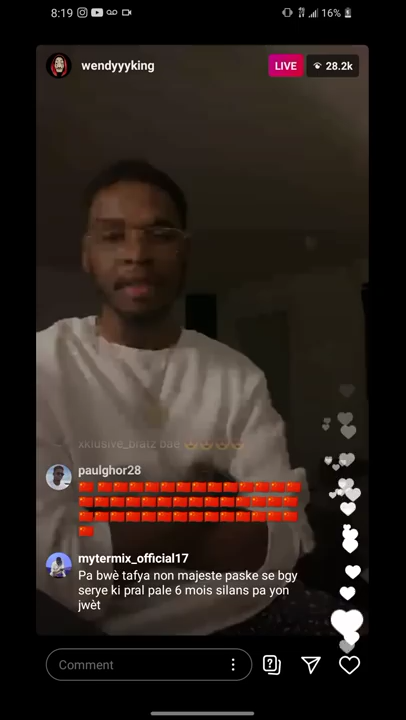 8:19 16%
wendyyyking LIVE 28.2k
xklusive_bratz bae
paulghor28
mytermix_official17
Pa bwè tafya non majeste paske se bgy
serye ki pral pale 6 mois silans pa yon
jwèt
Comment